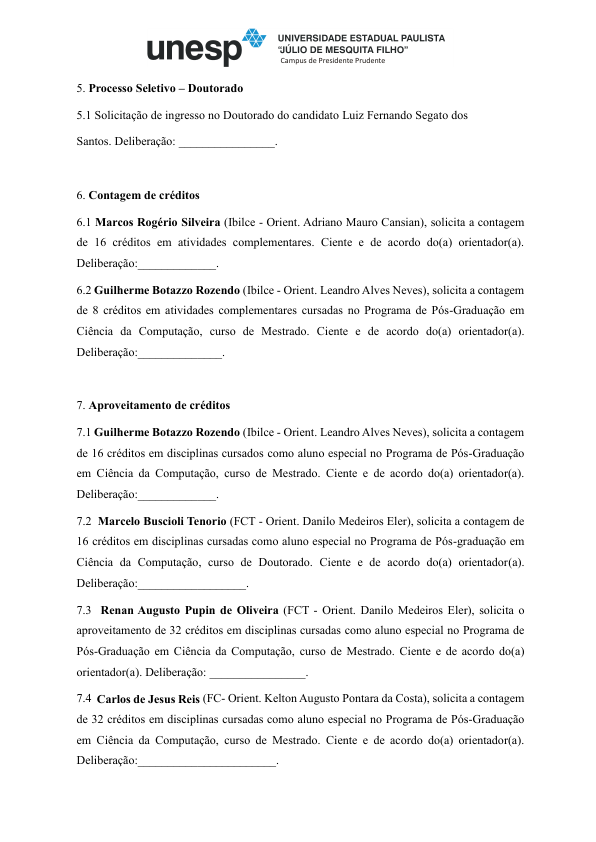 unesp
UNIVERSIDADE ESTADUAL PAULISTA
"JÚLIO DE MESQUITA FILHO"
Campus de Presidente Prudente
5. Processo Seletivo – Doutorado
5.1 Solicitação de ingresso no Doutorado do candidato Luiz Fernando Segato dos
Santos. Deliberação: ________________.
6. Contagem de créditos
6.1 Marcos Rogério Silveira (Ibilce - Orient. Adriano Mauro Cansian), solicita a contagem
de 16 créditos em atividades complementares. Ciente e de acordo do(a) orientador(a).
Deliberação:_____________.
6.2 Guilherme Botazzo Rozendo (Ibilce - Orient. Leandro Alves Neves), solicita a contagem
de 8 créditos em atividades complementares cursadas no Programa de Pós-Graduação em
Ciência da Computação, curso de Mestrado. Ciente e de acordo do(a) orientador(a).
Deliberação:______________.
7. Aproveitamento de créditos
7.1 Guilherme Botazzo Rozendo (Ibilce - Orient. Leandro Alves Neves), solicita a contagem
de 16 créditos em disciplinas cursados como aluno especial no Programa de Pós-Graduação
em Ciência da Computação, curso de Mestrado. Ciente e de acordo do(a) orientador(a).
Deliberação:_____________.
7.2 Marcelo Buscioli Tenorio (FCT - Orient. Danilo Medeiros Eler), solicita a contagem de
16 créditos em disciplinas cursadas como aluno especial no Programa de Pós-graduação em
Ciência da Computação, curso de Doutorado. Ciente e de acordo do(a) orientador(a).
Deliberação:__________________.
7.3 Renan Augusto Pupin de Oliveira (FCT - Orient. Danilo Medeiros Eler), solicita o
aproveitamento de 32 créditos em disciplinas cursadas como aluno especial no Programa de
Pós-Graduação em Ciência da Computação, curso de Mestrado. Ciente e de acordo do(a)
orientador(a). Deliberação: ________________.
7.4 Carlos de Jesus Reis (FC- Orient. Kelton Augusto Pontara da Costa), solicita a contagem
de 32 créditos em disciplinas cursadas como aluno especial no Programa de Pós-Graduação
em Ciência da Computação, curso de Mestrado. Ciente e de acordo do(a) orientador(a).
Deliberação:_______________________.